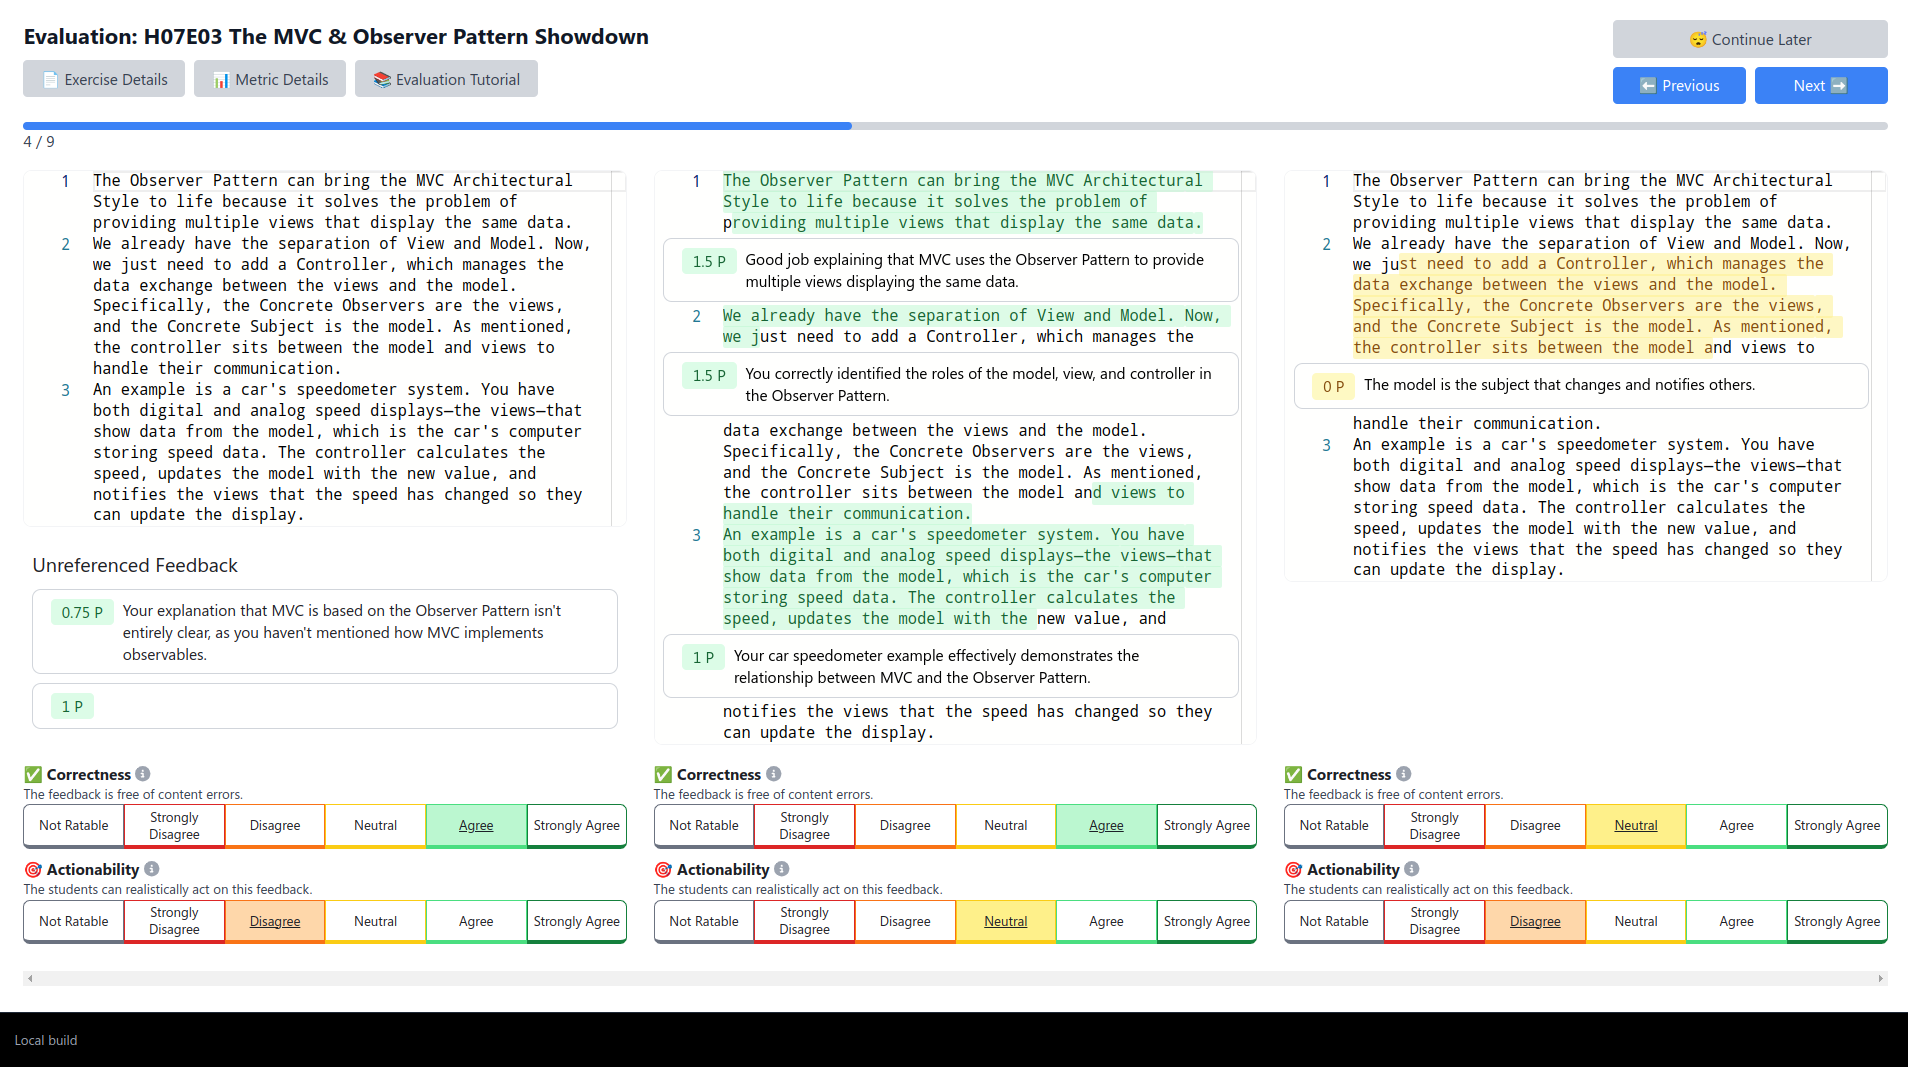 Evaluation: H07E03 The MVC & Observer Pattern Showdown
📄 Exercise Details
📊 Metric Details
📚 Evaluation Tutorial
😴 Continue Later
⬅️ Previous
Next ➡️
4 / 9
1 The Observer Pattern can bring the MVC Architectural
Style to life because it solves the problem of
providing multiple views that display the same data.
2 We already have the separation of View and Model. Now,
we just need to add a Controller, which manages the
data exchange between the views and the model.
Specifically, the Concrete Observers are the views,
and the Concrete Subject is the model. As mentioned,
the controller sits between the model and views to
handle their communication.
3 An example is a car's speedometer system. You have
both digital and analog speed displays—the views—that
show data from the model, which is the car's computer
storing speed data. The controller calculates the
speed, updates the model with the new value, and
notifies the views that the speed has changed so they
can update the display.
Unreferenced Feedback
0.75 P Your explanation that MVC is based on the Observer Pattern isn't
entirely clear, as you haven't mentioned how MVC implements
observables.
1 P
✅ Correctness
The feedback is free of content errors.
Not Ratable
Strongly
Disagree
Disagree
Neutral
Agree
Strongly Agree
🎯 Actionability
The students can realistically act on this feedback.
Not Ratable
Strongly
Disagree
Disagree
Neutral
Agree
Strongly Agree
1 The Observer Pattern can bring the MVC Architectural
Style to life because it solves the problem of
providing multiple views that display the same data.
1.5 P Good job explaining that MVC uses the Observer Pattern to provide
multiple views displaying the same data.
2 We already have the separation of View and Model. Now,
we just need to add a Controller, which manages the
1.5 P You correctly identified the roles of the model, view, and controller in
the Observer Pattern.
data exchange between the views and the model.
Specifically, the Concrete Observers are the views,
and the Concrete Subject is the model. As mentioned,
the controller sits between the model and views to
handle their communication.
3 An example is a car's speedometer system. You have
both digital and analog speed displays—the views—that
show data from the model, which is the car's computer
storing speed data. The controller calculates the
speed, updates the model with the new value, and
1 P Your car speedometer example effectively demonstrates the
relationship between MVC and the Observer Pattern.
notifies the views that the speed has changed so they
can update the display.
✅ Correctness
The feedback is free of content errors.
Not Ratable
Strongly
Disagree
Disagree
Neutral
Agree
Strongly Agree
🎯 Actionability
The students can realistically act on this feedback.
Not Ratable
Strongly
Disagree
Disagree
Neutral
Agree
Strongly Agree
1 The Observer Pattern can bring the MVC Architectural
Style to life because it solves the problem of
providing multiple views that display the same data.
2 We already have the separation of View and Model. Now,
we just need to add a Controller, which manages the
data exchange between the views and the model.
Specifically, the Concrete Observers are the views,
and the Concrete Subject is the model. As mentioned,
the controller sits between the model and views to
0 P The model is the subject that changes and notifies others.
handle their communication.
3 An example is a car's speedometer system. You have
both digital and analog speed displays—the views—that
show data from the model, which is the car's computer
storing speed data. The controller calculates the
speed, updates the model with the new value, and
notifies the views that the speed has changed so they
can update the display.
✅ Correctness
The feedback is free of content errors.
Not Ratable
Strongly
Disagree
Disagree
Neutral
Agree
Strongly Agree
🎯 Actionability
The students can realistically act on this feedback.
Not Ratable
Strongly
Disagree
Disagree
Neutral
Agree
Strongly Agree
Local build